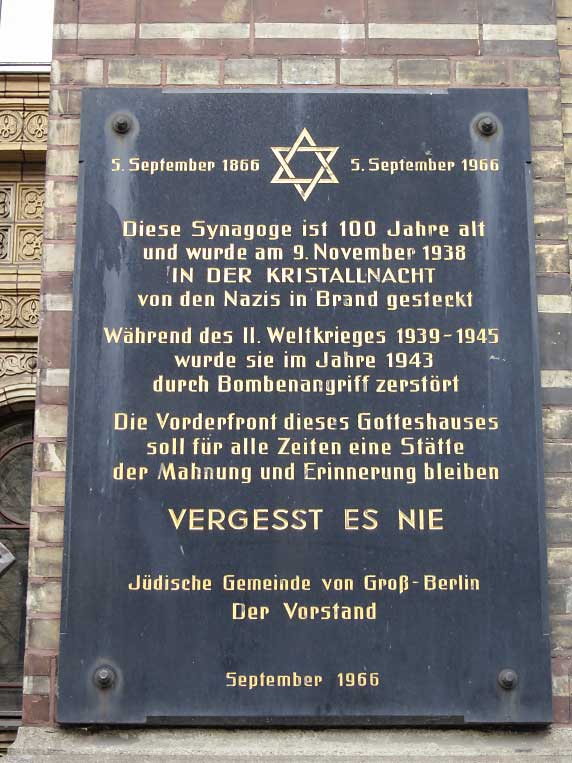 5. September 1866 5. September 1966
Diese Synagoge ist 100 Jahre alt
und wurde am 9. November 1938
IN DER KRISTALLNACHT
von den Nazis in Brand gesteckt
Während des II. Weltkrieges 1939-1945
wurde sie im Jahre 1943
durch Bombenangriff zerstört
Die Vorderfront dieses Gotteshauses
soll für alle Zeiten eine Stätte
der Mahnung und Erinnerung bleiben
VERGESST ES NIE
Jüdische Gemeinde von Groß-Berlin
Der Vorstand
September 1966